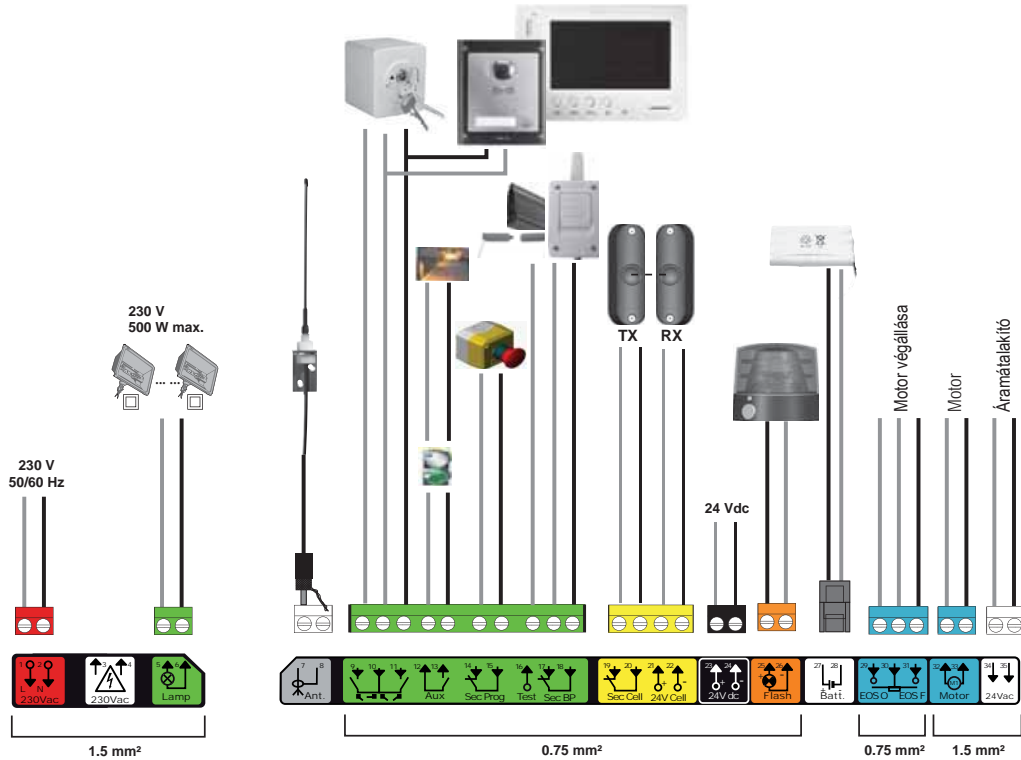 230 V
500 W max.
230 V
50/60 Hz
TX RX
24 Vdc
Motor végállása
Motor
Áramátalakító
1 2
L N
230Vac
3 4
230Vac
5 6
Lamp
7 8
Ant.
9 10 11
12 13
Aux
14 15
Sec Prog
16
Test
17 18
Sec BP
19 20
Sec Cell
21 22
+ -
24V Cell
23 24
+ -
24V dc
25 26
+ -
Flash
27 28
+
Batt.
29 30 31
EOS O EOS F
32 33
M1
Motor
34 35
24Vac
1.5 mm²
0.75 mm²
0.75 mm²
1.5 mm²